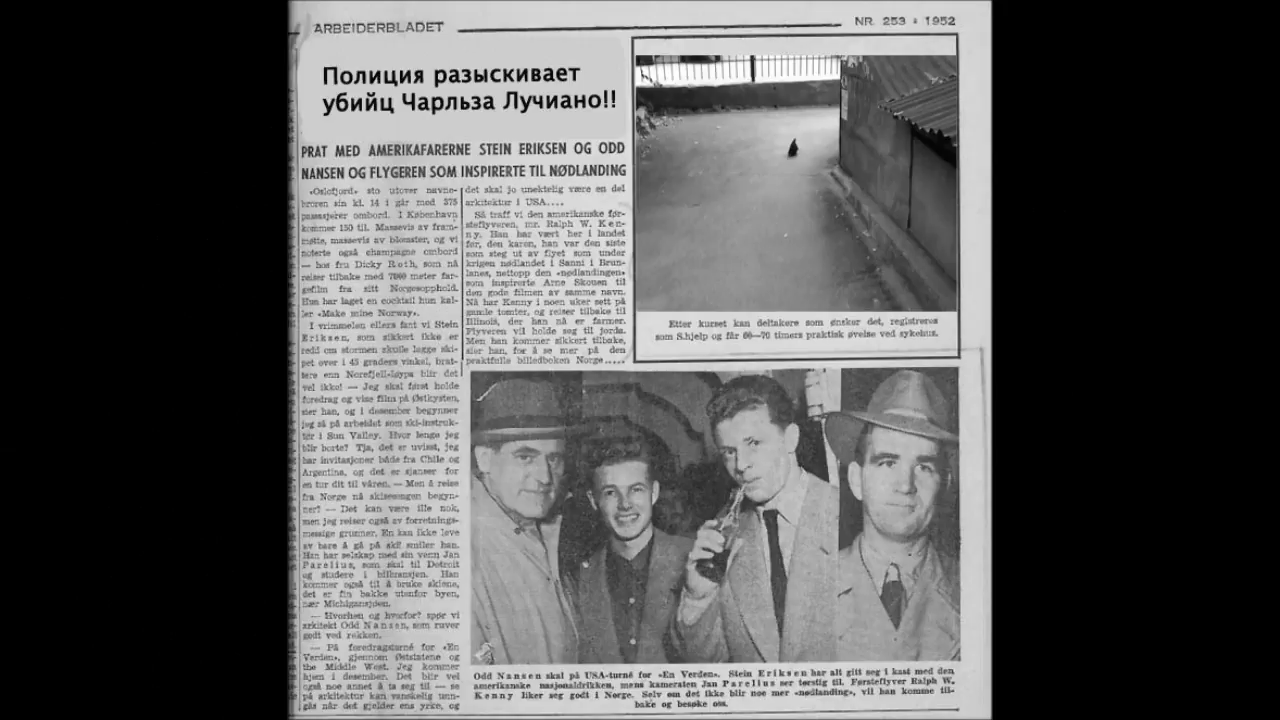 ARBEIDERBLADET
NR. 253 • 1952
Полиция разыскивает
убийц Чарльза Лучиано!!
PRAT MED AMERIKAFARERNE STEIN ERIKSEN OG ODD
NANSEN OG FLYGEREN SOM INSPIRERTE TIL NØDLANDING
«Oslofjord» sto utover navne-
broren sin kl. 14 i går med 375
passasjerer ombord. I København
kommer 150 til. Massevis av fram-
møtte, massevis av blomster, og vi
noterte også champagne ombord
— hos fru Dicky Roth, som nå
reiser tilbake med 7000 meter far-
gefilm fra sitt Norgesopphold.
Hun har laget en cocktail hun kal-
ler «Make mine Norway».
I vrimmelen ellers fant vi Stein
Eriksen, som sikkert ikke er
redd om stormen skulle legge ski-
pet over i 45 graders vinkel, brat-
tere enn Norefjell-løypa blir det
vel ikke! — Jeg skal først holde
foredrag og vise film på Østkysten,
sier han, og i desember begynner
jeg så på arbeidet som ski-instruk-
tør i Sun Valley. Hvor lenge jeg
blir borte? Tja, det er uvisst, jeg
har invitasjoner både fra Chile og
Argentina, og det er sjanser for
en tur dit til våren. — Men å reise
fra Norge nå skisesongen begyn-
ner? — Det kan være ille nok,
men jeg reiser også av forretnings-
messige grunner. En kan ikke leve
av bare å gå på ski! smiler han.
Han har selskap med sin venn Jan
Parelius, som skal til Detroit
og studere i bilbransjen. Han
kommer også til å bruke skiene,
det er fin bakke utenfor byen,
nær Michigansjøen.
— Hvorhen og hvorfor? spør vi
arkitekt Odd Nansen, som ruver
godt ved rekken.
— På foredragsturné for «En
Verden», gjennom Øststatene og
the Middle West. Jeg kommer
hjem i desember. Det blir vel
også noe annet å ta seg til — se
på arkitektur kan vanskelig unn-
gås når det gjelder ens yrke, og
det skal jo unektelig være en del
arkitektur i USA....
Så traff vi den amerikanske før-
steflyveren, mr. Ralph W. Ken-
ny. Han har vært her i landet
før, den karen, han var den siste
som steg ut av flyet som under
krigen nødlandet i Sanni i Brun-
lanes, nettopp den «nødlandingen»
som inspirerte Arne Skouen til
den gode filmen av samme navn.
Nå har Kenny i noen uker sett på
gamle tomter, og reiser tilbake til
Illinois, der han nå er farmer.
Flyveren vil holde seg til jorda.
Men han kommer sikkert tilbake,
sier han, for å se mer på den
praktfulle billedboken Norge.....
Etter kurset kan deltakere som ønsker det, registreres
som S.hjelp og får 60—70 timers praktisk øvelse ved sykehus.
Odd Nansen skal på USA-turné for «En Verden». Stein Eriksen har alt gitt seg i kast med den
amerikanske nasjonaldrikken, mens kameraten Jan Parelius ser tørstig til. Førsteflyver Ralph W.
Kenny liker seg godt i Norge. Selv om det ikke blir noe mer «nødlanding», vil han komme til-
bake og besøke oss.